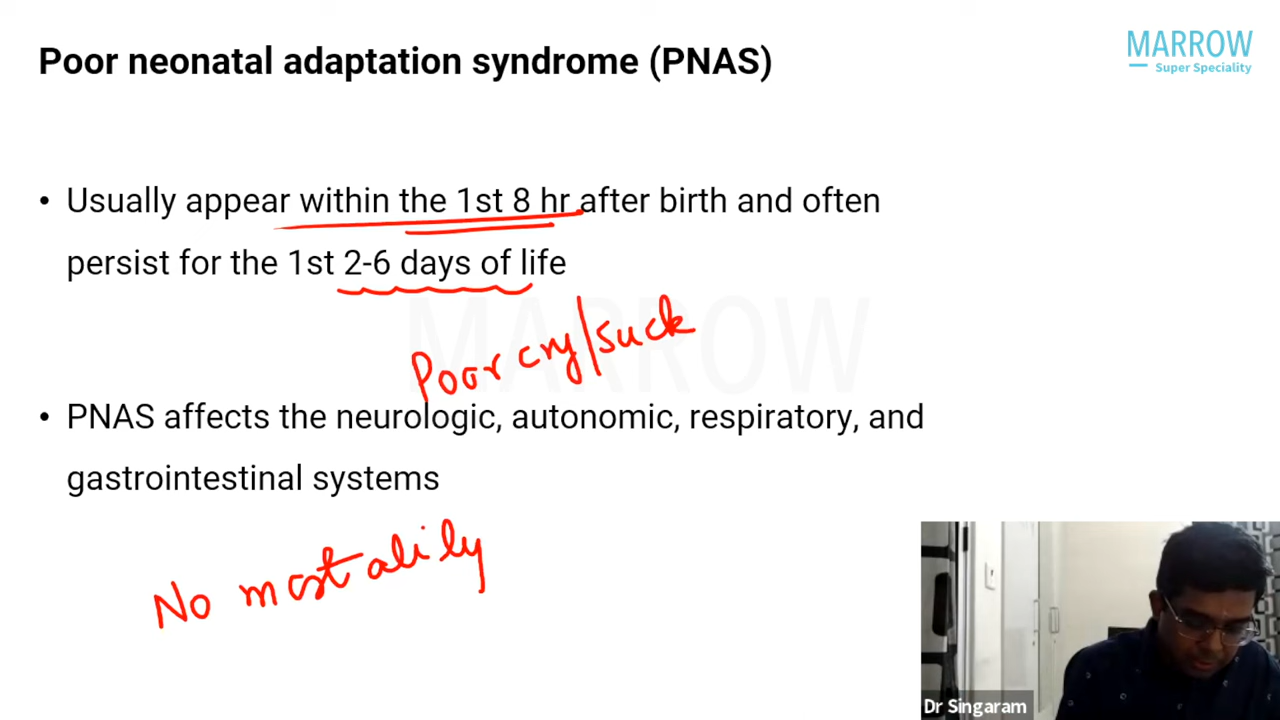 Poor neonatal adaptation syndrome (PNAS)
MARROW
Super Speciality
• Usually appear within the 1st 8 hr after birth and often
persist for the 1st 2-6 days of life
MARROW
Poor cry/suck
• PNAS affects the neurologic, autonomic, respiratory, and
gastrointestinal systems
No mortality
Dr Singaram